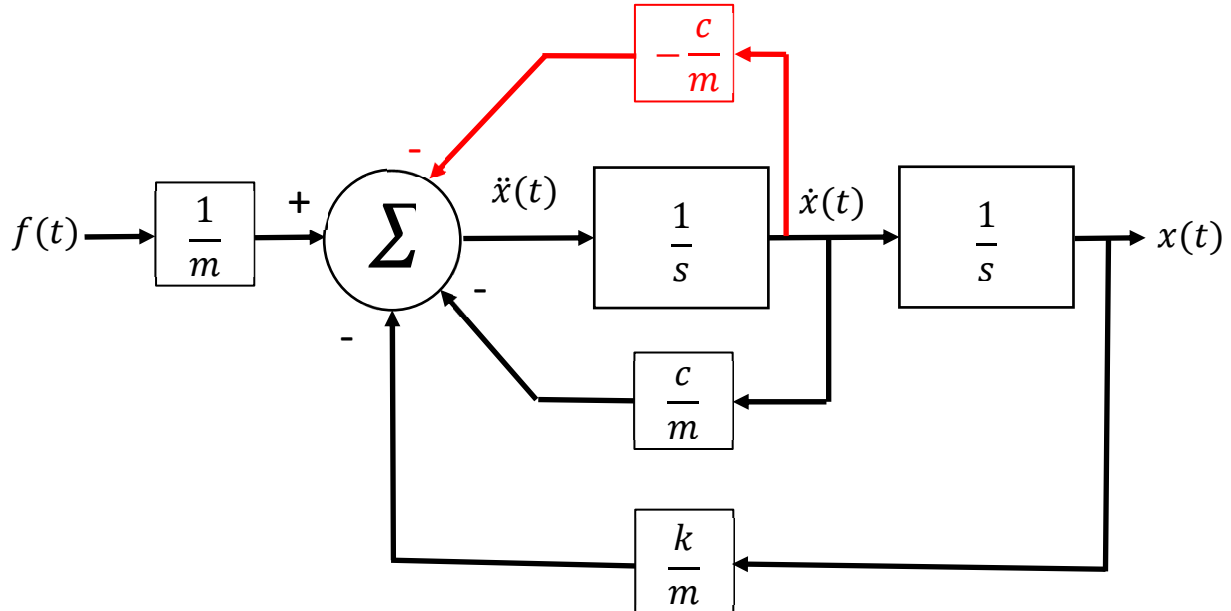 − c/m
-
f(t)
1/m
+
Σ
ẍ(t)
1/s
ẋ(t)
1/s
x(t)
-
-
c/m
k/m